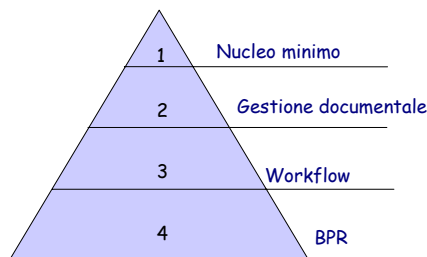 1 Nucleo minimo
2 Gestione documentale
3 Workflow
4 BPR